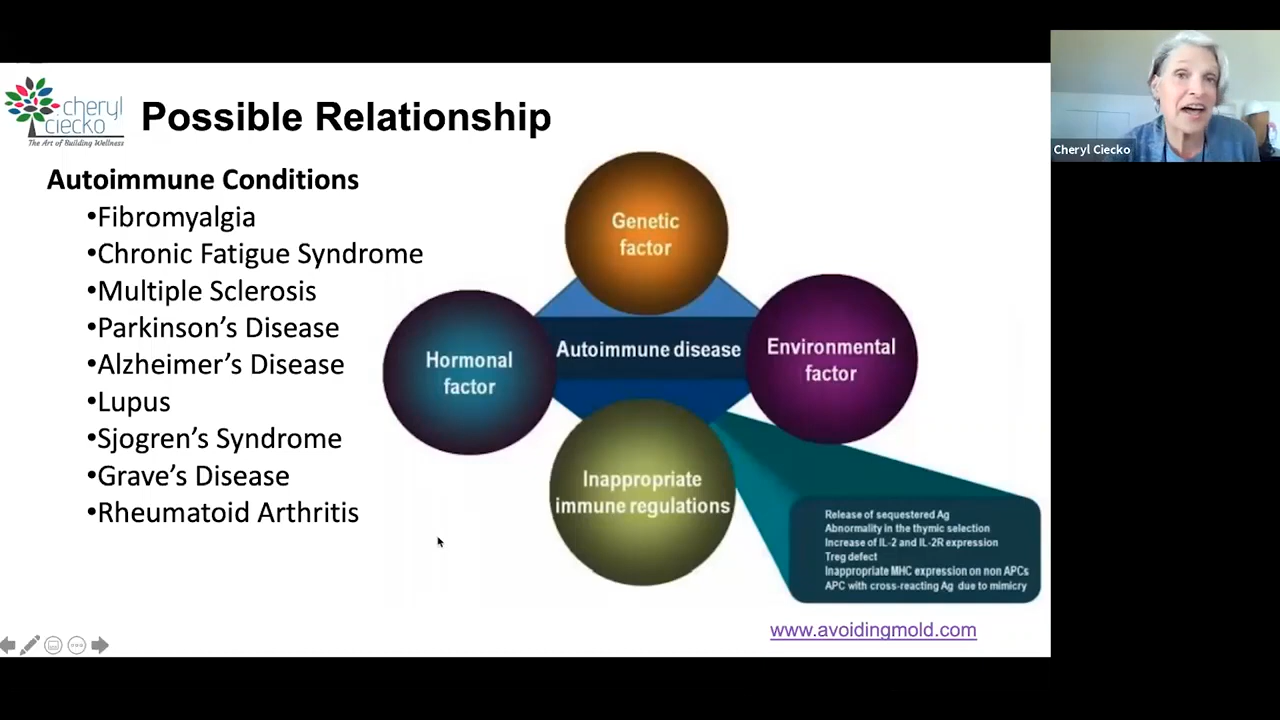 cheryl
ciecko
The Art of Building Wellness
Possible Relationship
Cheryl Ciecko
Autoimmune Conditions
•Fibromyalgia
•Chronic Fatigue Syndrome
•Multiple Sclerosis
•Parkinson’s Disease
•Alzheimer’s Disease
•Lupus
•Sjogren’s Syndrome
•Grave’s Disease
•Rheumatoid Arthritis
Genetic
factor
Hormonal
factor
Autoimmune disease
Environmental
factor
Inappropriate
immune regulations
Release of sequestered Ag
Abnormality in the thymic selection
Increase of IL-2 and IL-2R expression
Treg defect
Inappropriate MHC expression on non APCs
APC with cross-reacting Ag due to mimicry
www.avoidingmold.com